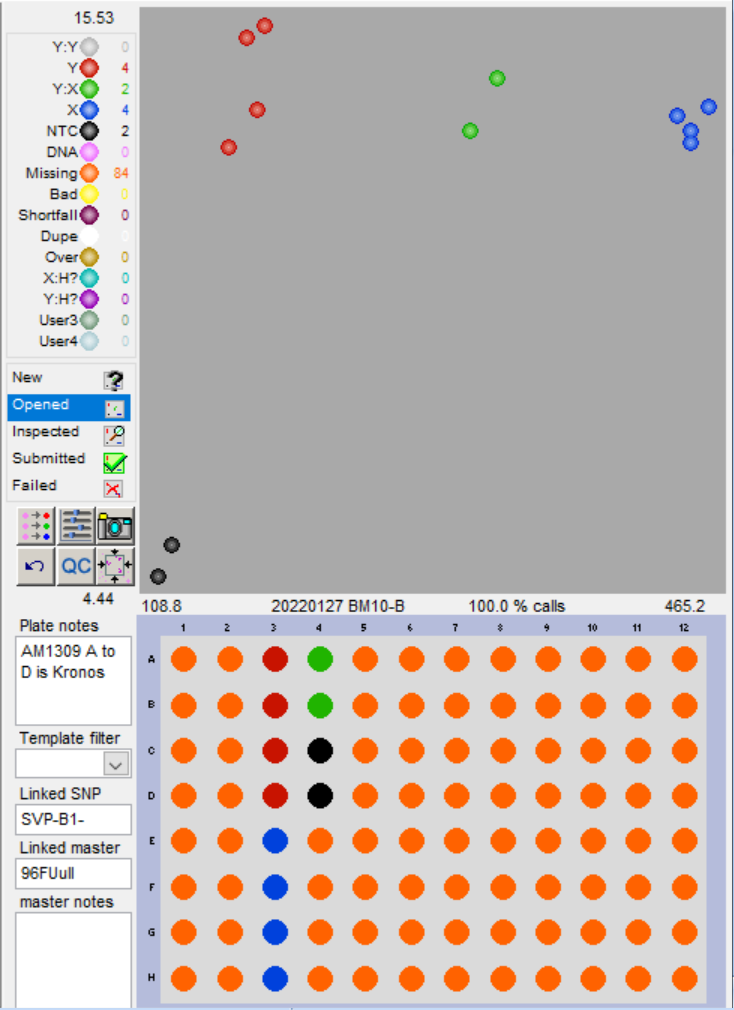 15.53
Y:Y 0
Y 4
Y:X 2
X 4
NTC 2
DNA 0
Missing 84
Bad 0
Shortfall 0
Dupe 0
Over 0
X:H? 0
Y:H? 0
User3 0
User4 0
New
Opened
Inspected
Submitted
Failed
QC
4.44
108.8 20220127 BM10-B 100.0 % calls 465.2
Plate notes
AM1309 A to
D is Kronos
Template filter
Linked SNP
SVP-B1-
Linked master
96FUull
master notes
1 2 3 4 5 6 7 8 9 10 11 12
A
B
C
D
E
F
G
H